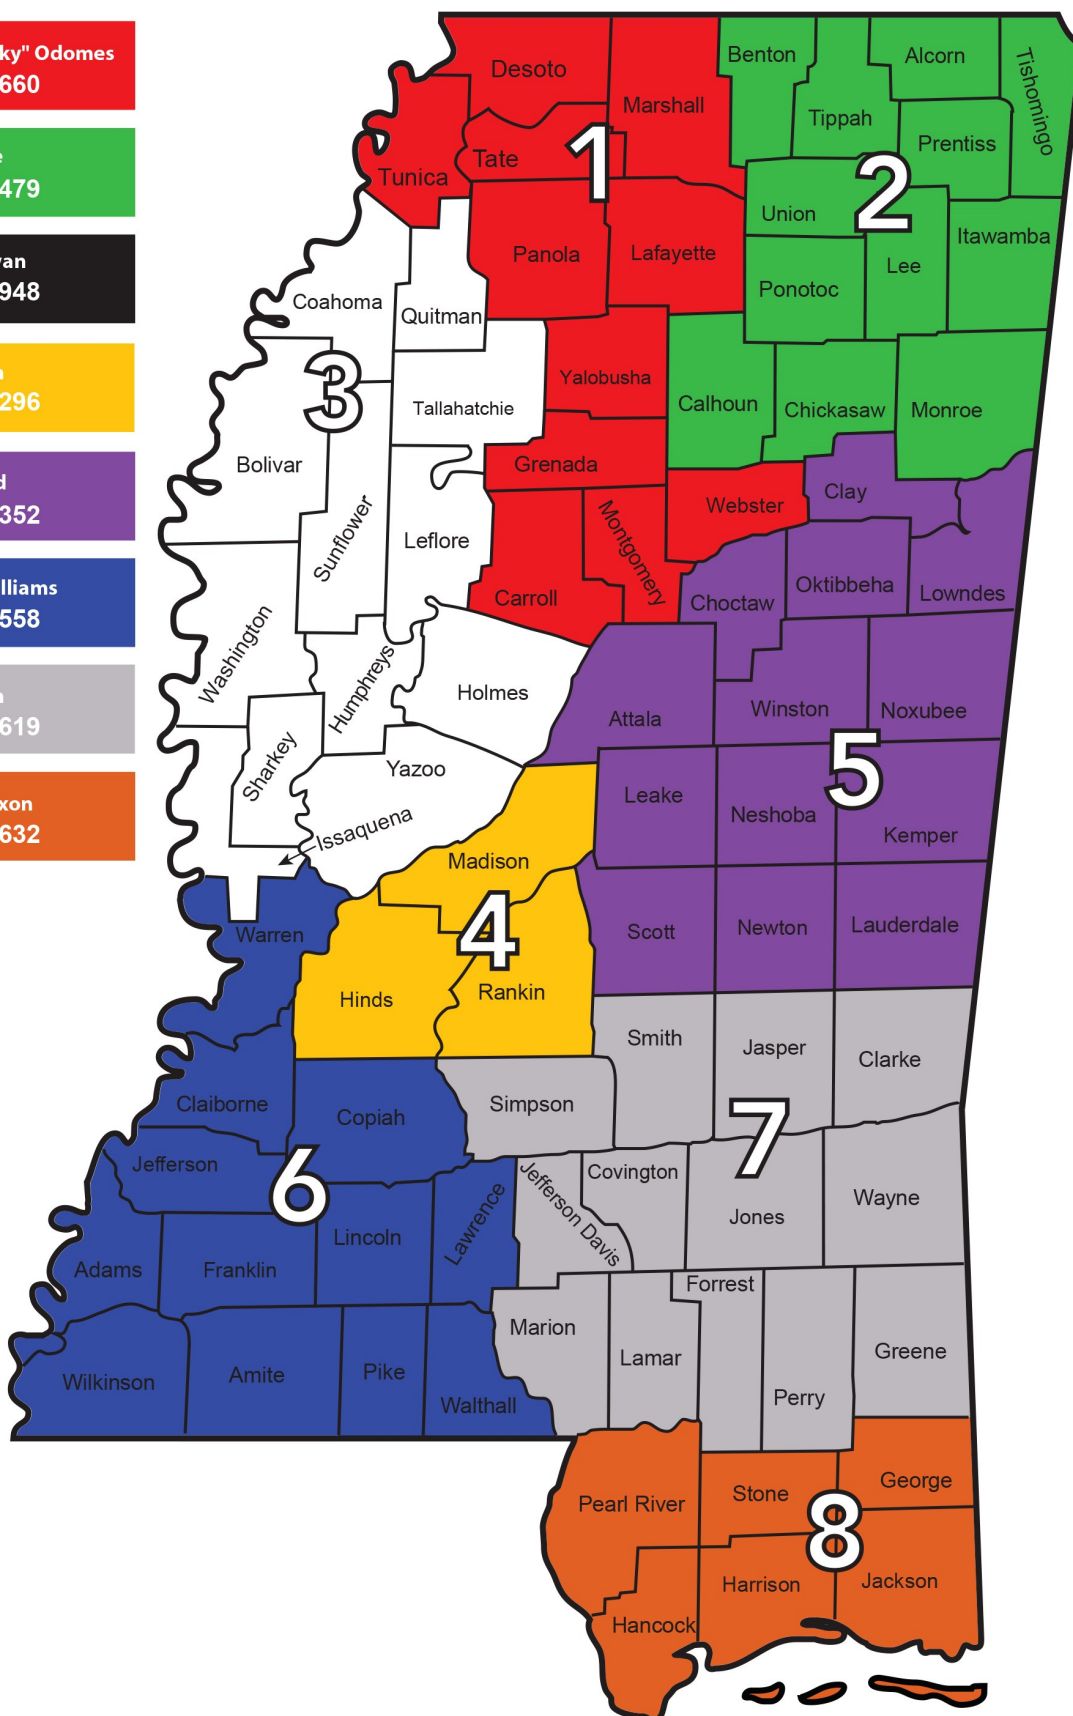 ky" Odomes
660
e
479
van
948
n
296
d
352
lliams
558
n
619
xon
632
Desoto
Marshall
Benton
Tippah
Alcorn
Tishomingo
Prentiss
Tunica
Tate
1
2
Union
Itawamba
Panola
Lafayette
Lee
Ponotoc
Coahoma
Quitman
3
Yalobusha
Tallahatchie
Calhoun
Chickasaw
Monroe
Bolivar
Grenada
Webster
Clay
Sunflower
Leflore
Montgomery
Carroll
Choctaw
Oktibbeha
Lowndes
Washington
Humphreys
Holmes
Attala
Winston
Noxubee
5
Sharkey
Yazoo
Leake
Neshoba
Kemper
Issaquena
Madison
4
Warren
Scott
Newton
Lauderdale
Hinds
Rankin
Smith
Jasper
Clarke
Claiborne
Copiah
Simpson
7
Jefferson
6
Jefferson Davis
Covington
Wayne
Lawrence
Jones
Lincoln
Adams
Franklin
Forrest
Marion
Lamar
Greene
Wilkinson
Amite
Pike
Perry
Walthall
Pearl River
Stone
George
8
Harrison
Jackson
Hancock